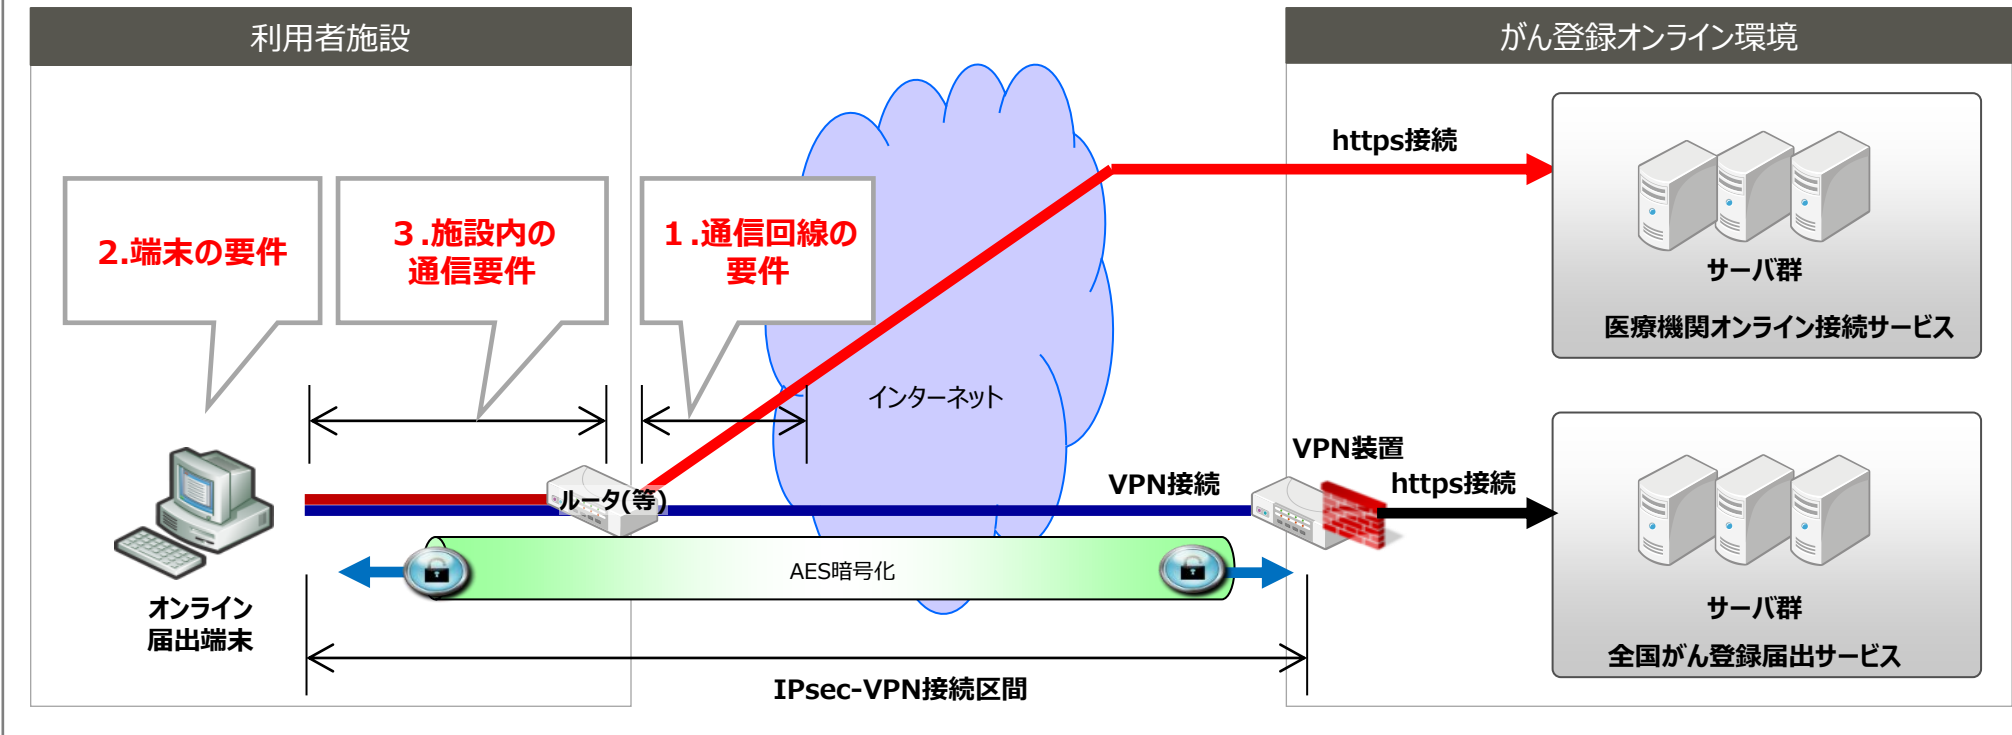 利用者施設
がん登録オンライン環境
https接続
2.端末の要件
３.施設内の
通信要件
１.通信回線の
要件
サーバ群
医療機関オンライン接続サービス
インターネット
VPN装置
VPN接続
https接続
ルータ(等)
AES暗号化
オンライン
届出端末
サーバ群
全国がん登録届出サービス
IPsec-VPN接続区間